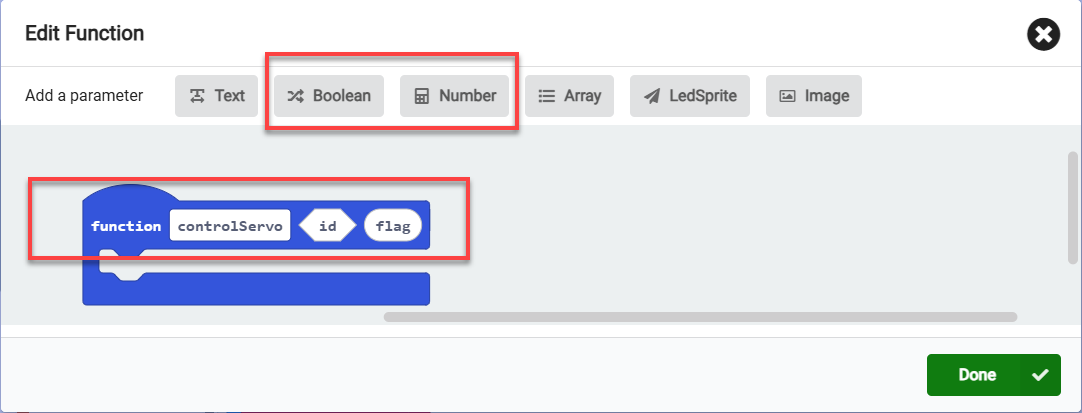 Edit Function
Add a parameter Text Boolean Number Array LedSprite Image
function controlServo id flag
Done